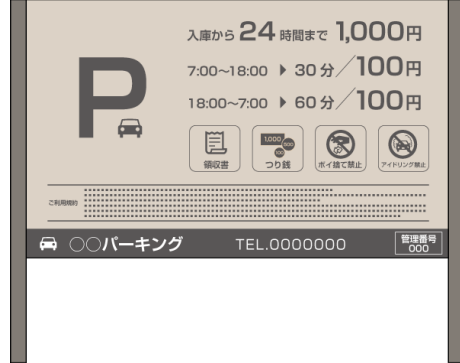 P
入庫から24時間まで 1,000円
7:00~18:00 ▶ 30分/100円
18:00~7:00 ▶ 60分/100円
領収書
1,000
500
100
つり銭
ポイ捨て禁止
アイドリング禁止
ご利用規約
○○パーキング TEL.0000000 管理番号
000